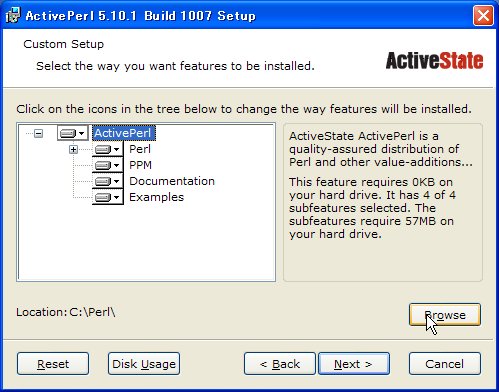 ActivePerl 5.10.1 Build 1007 Setup
Custom Setup
Select the way you want features to be installed.
ActiveState
Click on the icons in the tree below to change the way features will be installed.
ActivePerl
Perl
PPM
Documentation
Examples
ActiveState ActivePerl is a
quality-assured distribution of
Perl and other value-additions...
This feature requires 0KB on
your hard drive. It has 4 of 4
subfeatures selected. The
subfeatures require 57MB on
your hard drive.
Location: C:\Perl\
Browse
Reset
Disk Usage
< Back
Next >
Cancel